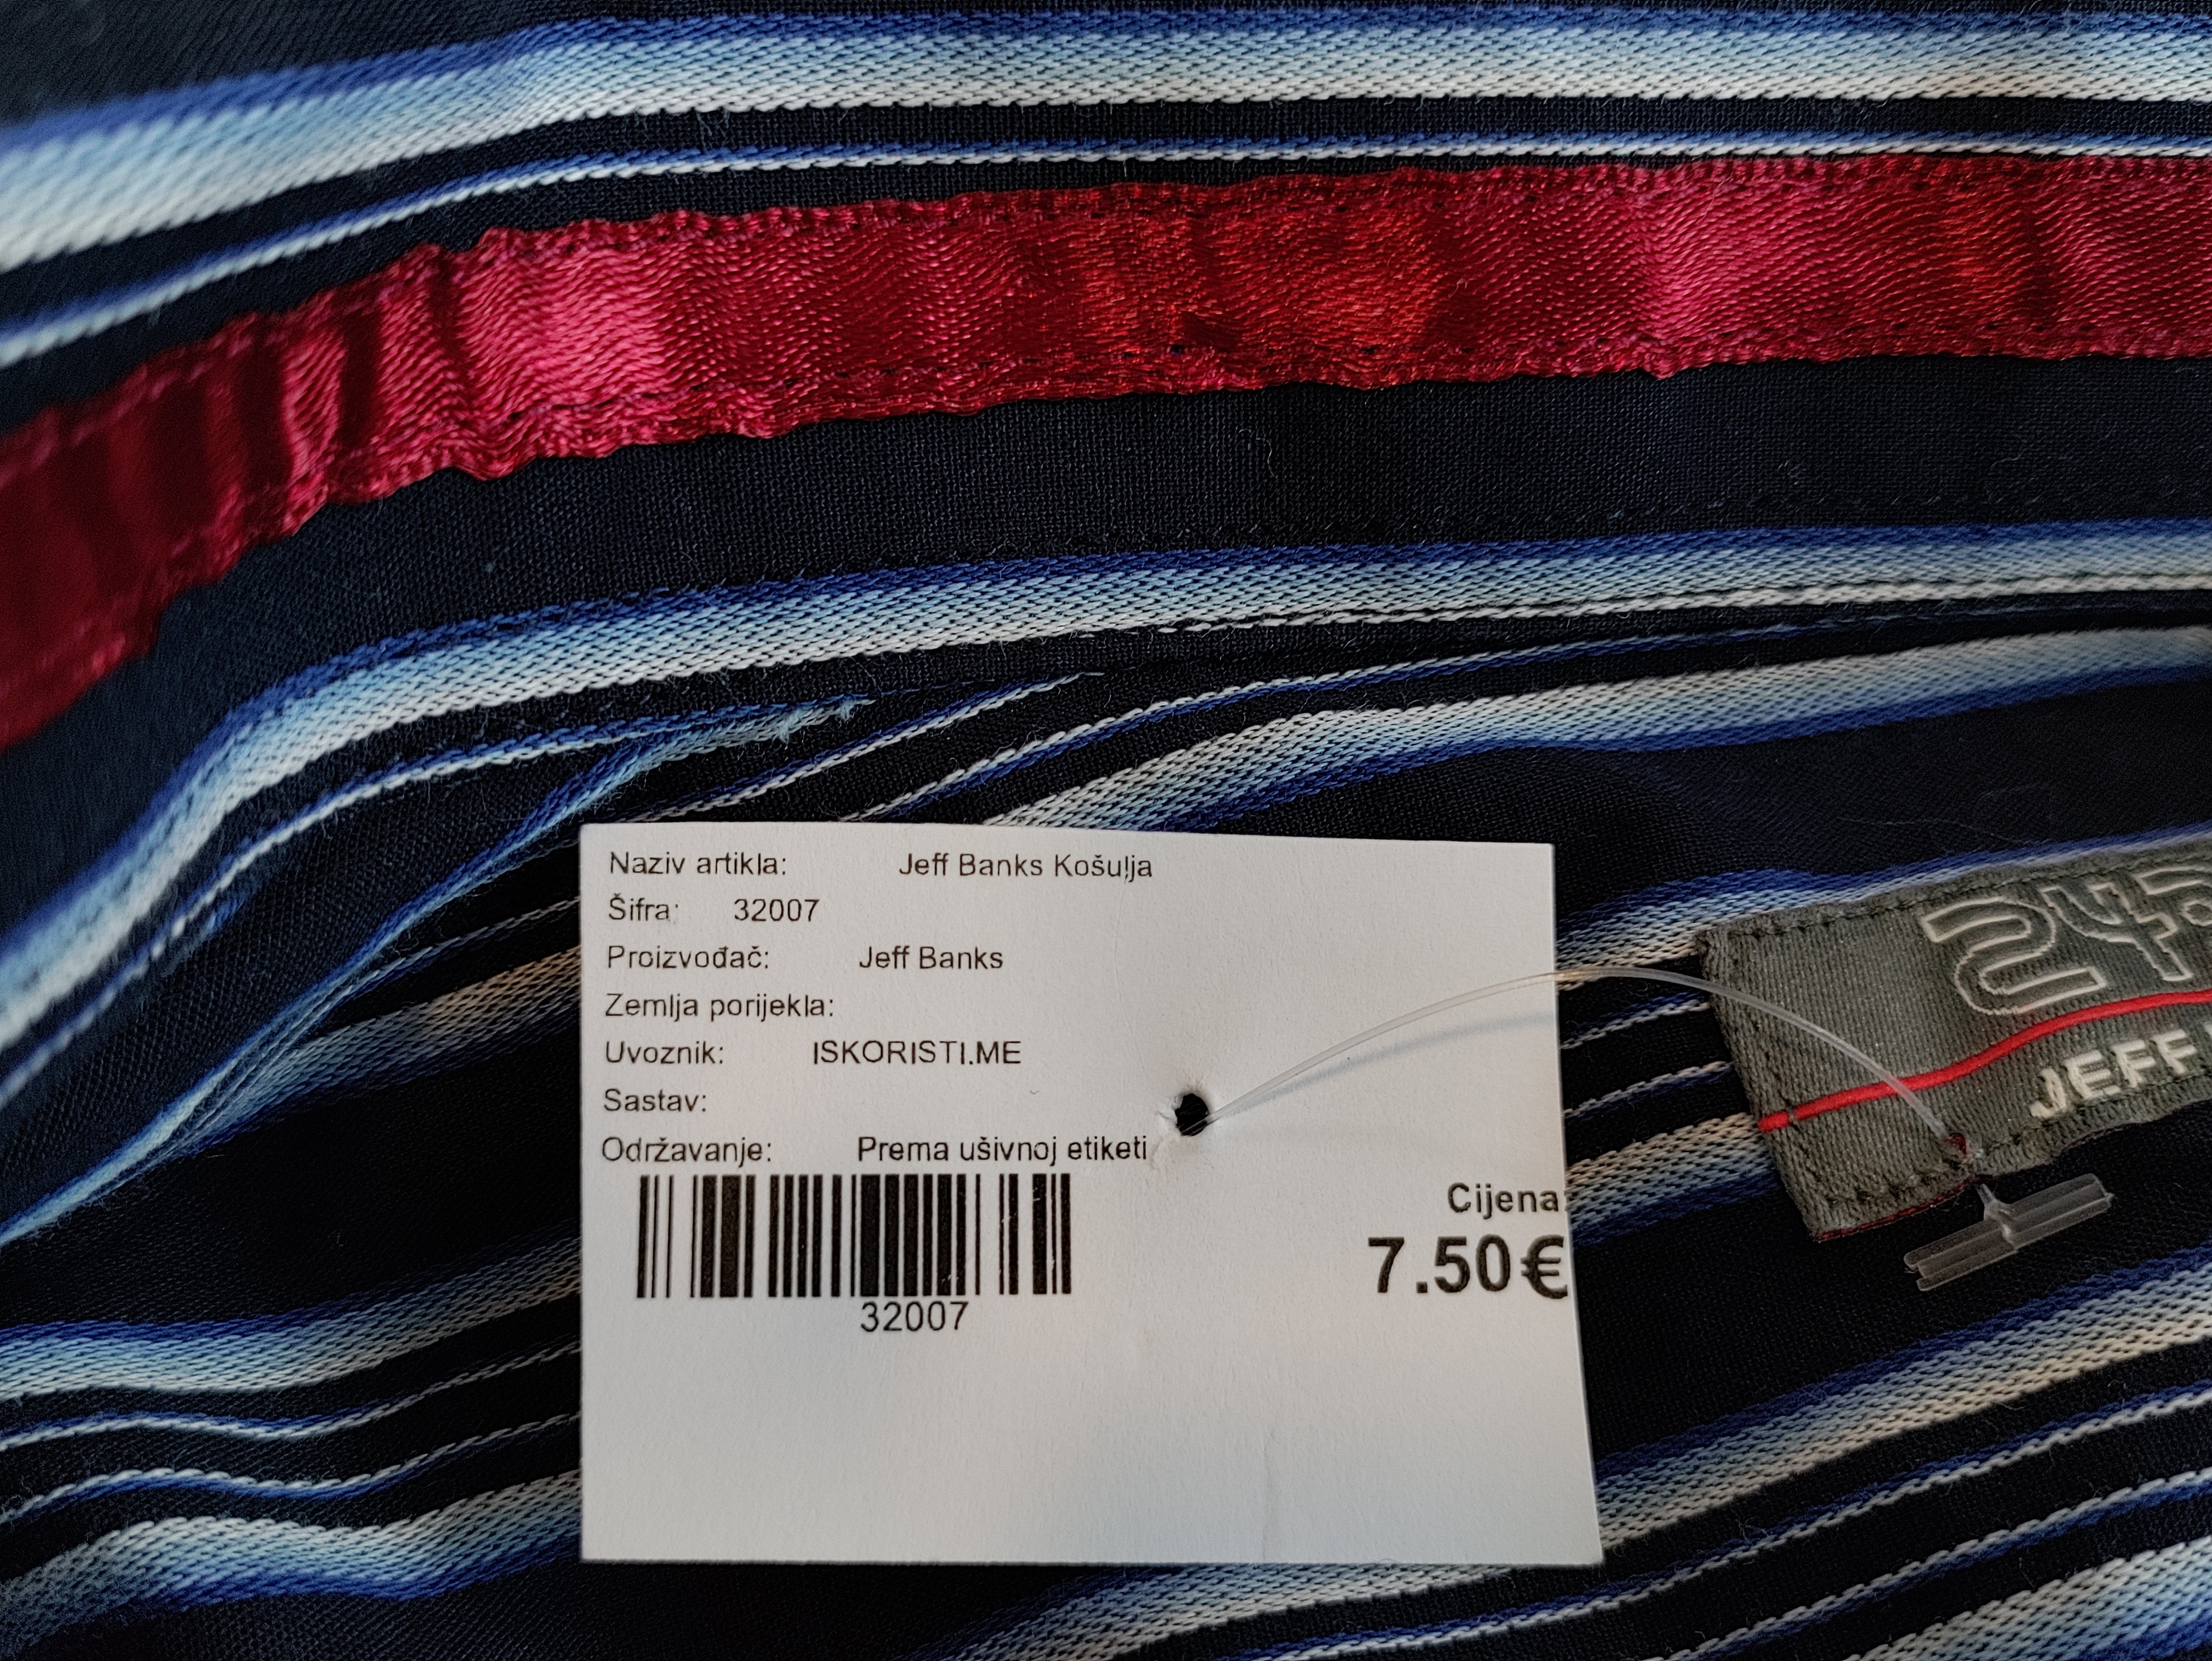 Naziv artikla: Jeff Banks Košulja
Šifra: 32007
Proizvođač: Jeff Banks
Zemlja porijekla:
Uvoznik: ISKORISTI.ME
Sastav:
Održavanje: Prema ušivnoj etiketi
Cijena:
7.50€
32007
JEFF